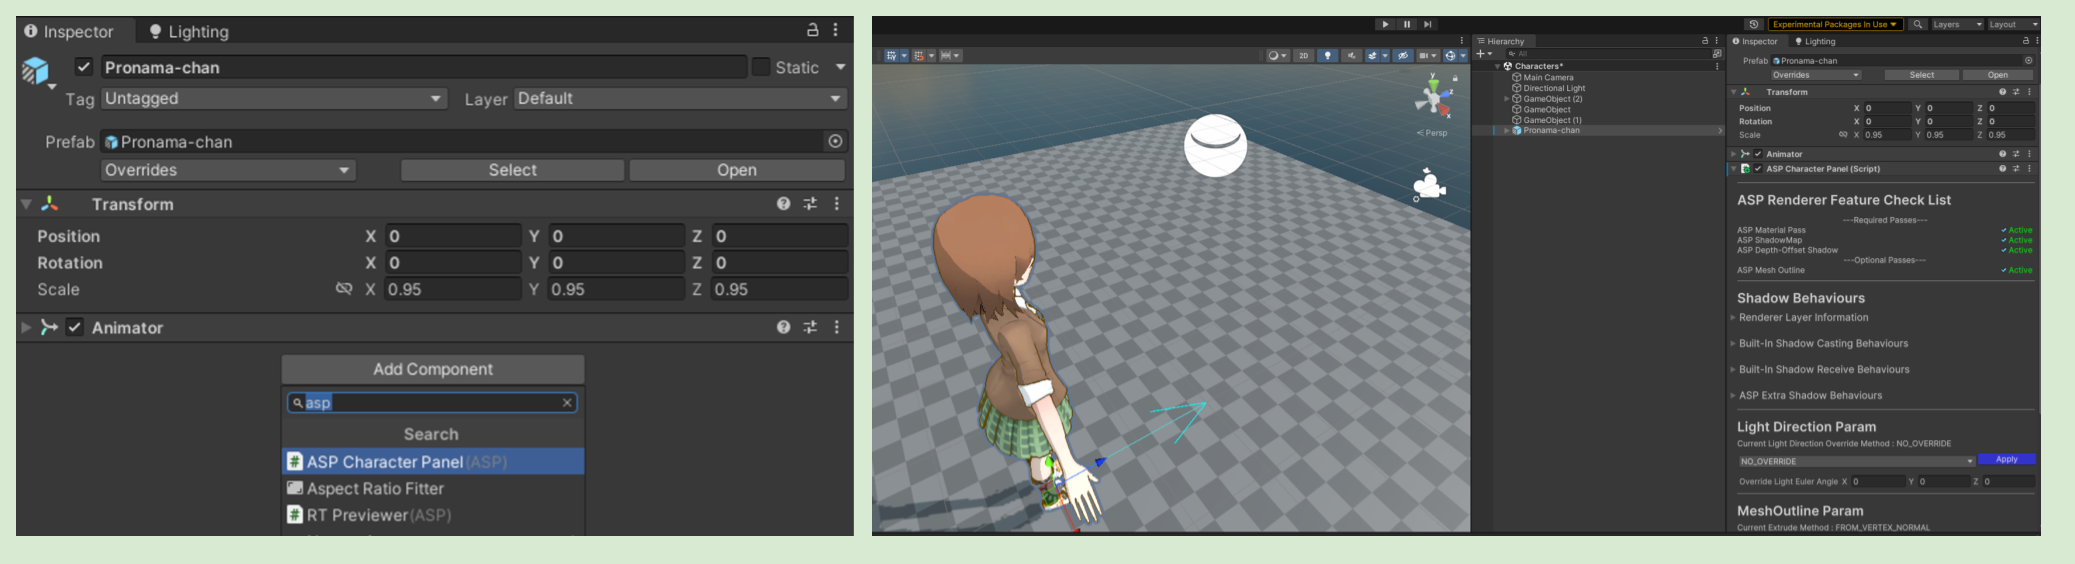 Inspector
Lighting
Pronama-chan
Static
Tag Untagged
Layer Default
Prefab Pronama-chan
Overrides
Select
Open
Transform
Position X 0 Y 0 Z 0
Rotation X 0 Y 0 Z 0
Scale X 0.95 Y 0.95 Z 0.95
Animator
Add Component
asp
Search
ASP Character Panel (ASP)
Aspect Ratio Fitter
RT Previewer (ASP)
Experimental Packages In Use
Layers
Layout
2D
y
z
x
Persp
Hierarchy
All
Characters*
Main Camera
Directional Light
GameObject (2)
GameObject
GameObject (1)
Pronama-chan
Inspector
Lighting
Prefab Pronama-chan
Overrides
Select
Open
Transform
Position X 0 Y 0 Z 0
Rotation X 0 Y 0 Z 0
Scale X 0.95 Y 0.95 Z 0.95
Animator
ASP Character Panel (Script)
ASP Renderer Feature Check List
---Required Passes---
ASP Material Pass Active
ASP ShadowMap Active
ASP Depth-Offset Shadow Active
---Optional Passes---
ASP Mesh Outline Active
Shadow Behaviours
Renderer Layer Information
Built-In Shadow Casting Behaviours
Built-In Shadow Receive Behaviours
ASP Extra Shadow Behaviours
Light Direction Param
Current Light Direction Override Method : NO_OVERRIDE
NO_OVERRIDE
Apply
Override Light Euler Angle X 0 Y 0 Z 0
MeshOutline Param
Current Extrude Method : FROM_VERTEX_NORMAL